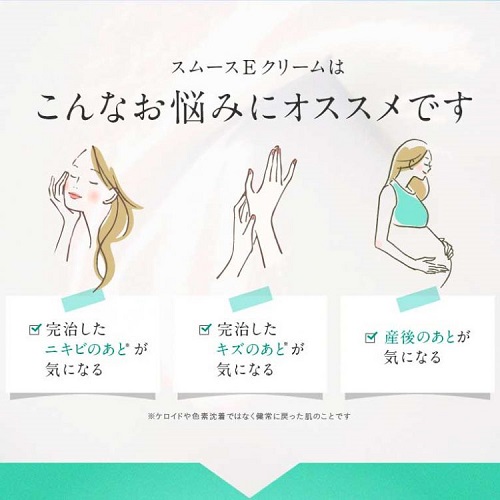 スムースEクリームは
こんなお悩みにオススメです
完治した
ニキビのあと※が
気になる
完治した
キズのあと※が
気になる
産後のあとが
気になる
※ケロイドや色素沈着ではなく健常に戻った肌のことです